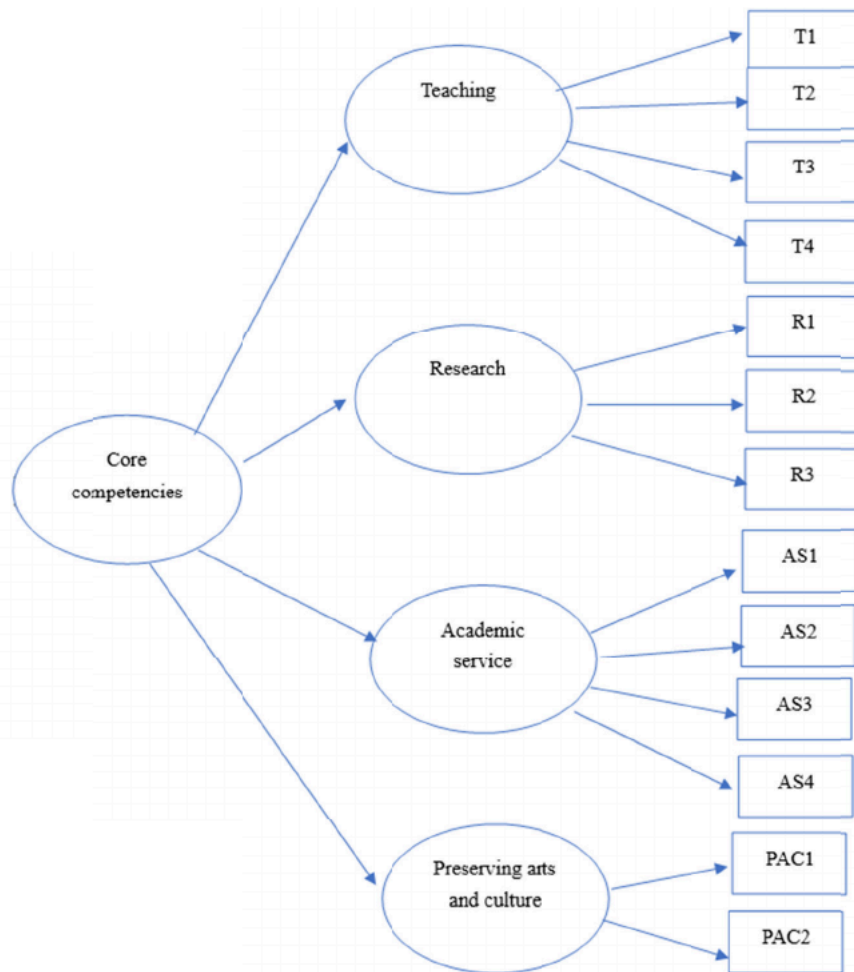 Teaching
T1
T2
T3
T4
Research
R1
R2
R3
Core
competencies
Academic
service
AS1
AS2
AS3
AS4
Preserving arts
and culture
PAC1
PAC2